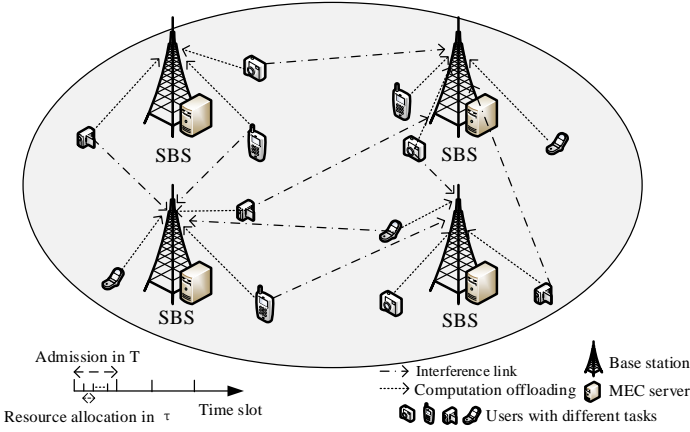 SBS
SBS
SBS
SBS
Admission in T
Resource allocation in τ
Time slot
Interference link
Computation offloading
Base station
MEC server
Users with different tasks